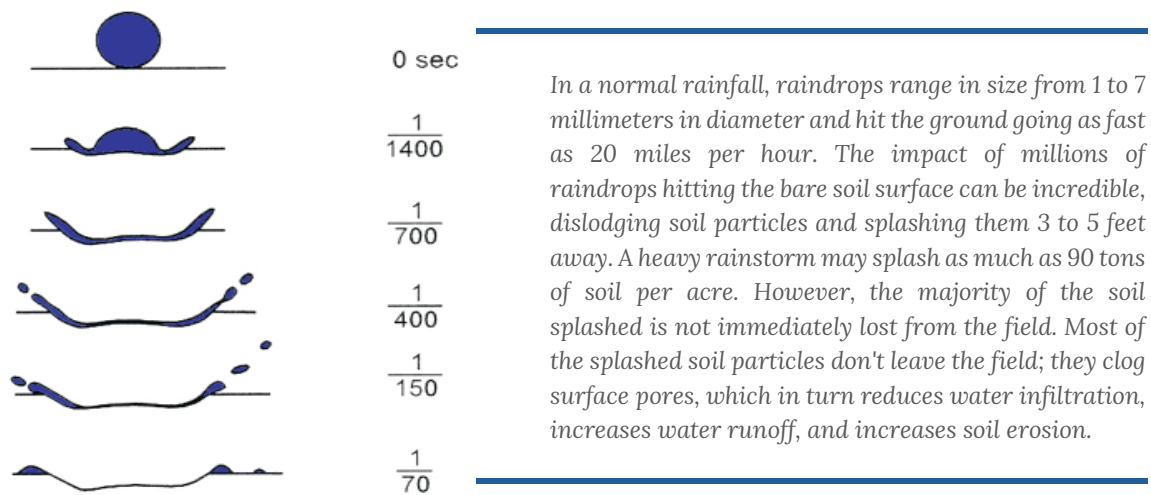 0 sec
1
1400
1
700
1
400
1
150
1
70
In a normal rainfall, raindrops range in size from 1 to 7
millimeters in diameter and hit the ground going as fast
as 20 miles per hour. The impact of millions of
raindrops hitting the bare soil surface can be incredible,
dislodging soil particles and splashing them 3 to 5 feet
away. A heavy rainstorm may splash as much as 90 tons
of soil per acre. However, the majority of the soil
splashed is not immediately lost from the field. Most of
the splashed soil particles don't leave the field; they clog
surface pores, which in turn reduces water infiltration,
increases water runoff, and increases soil erosion.